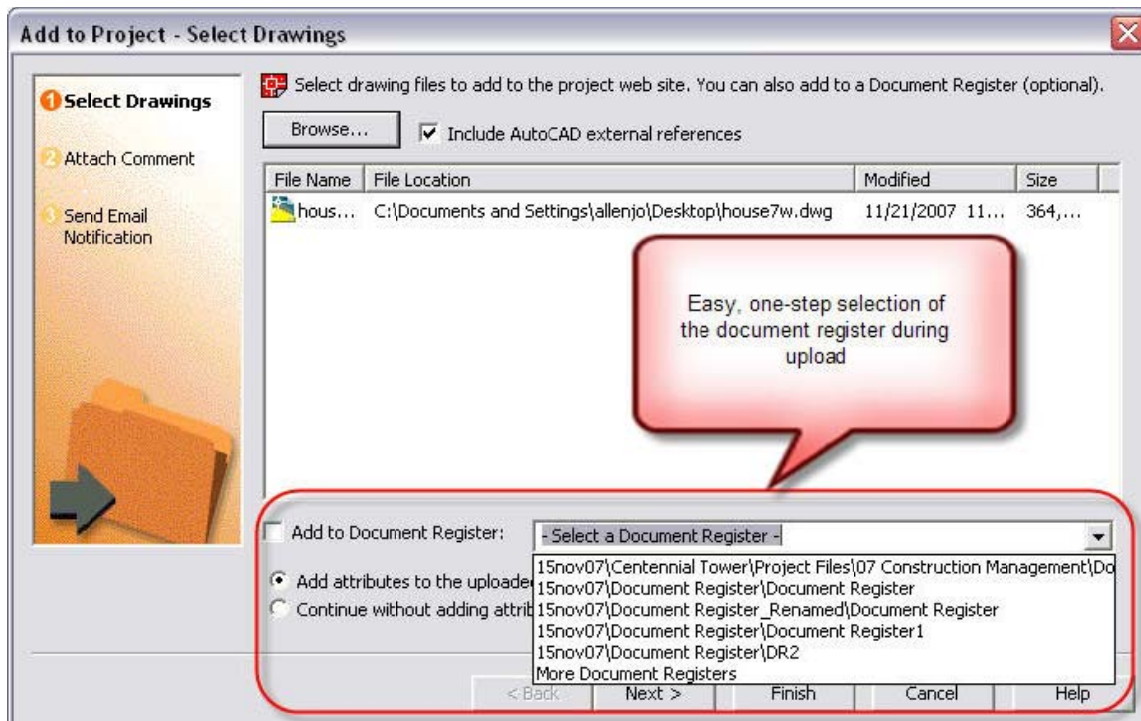 Add to Project - Select Drawings
1 Select Drawings
2 Attach Comment
3 Send Email
Notification
Select drawing files to add to the project web site. You can also add to a Document Register (optional).
Browse...
Include AutoCAD external references
File Name File Location Modified Size
hous... C:\Documents and Settings\allenjo\Desktop\house7w.dwg 11/21/2007 11... 364,...
Easy, one-step selection of
the document register during
upload
Add to Document Register:
- Select a Document Register -
15nov07\Centennial Tower\Project Files\07 Construction Management\Do
Add attributes to the uploade
15nov07\Document Register\Document Register
Continue without adding attrib
15nov07\Document Register_Renamed\Document Register
15nov07\Document Register\Document Register1
15nov07\Document Register\DR2
More Document Registers
< Back Next > Finish Cancel Help